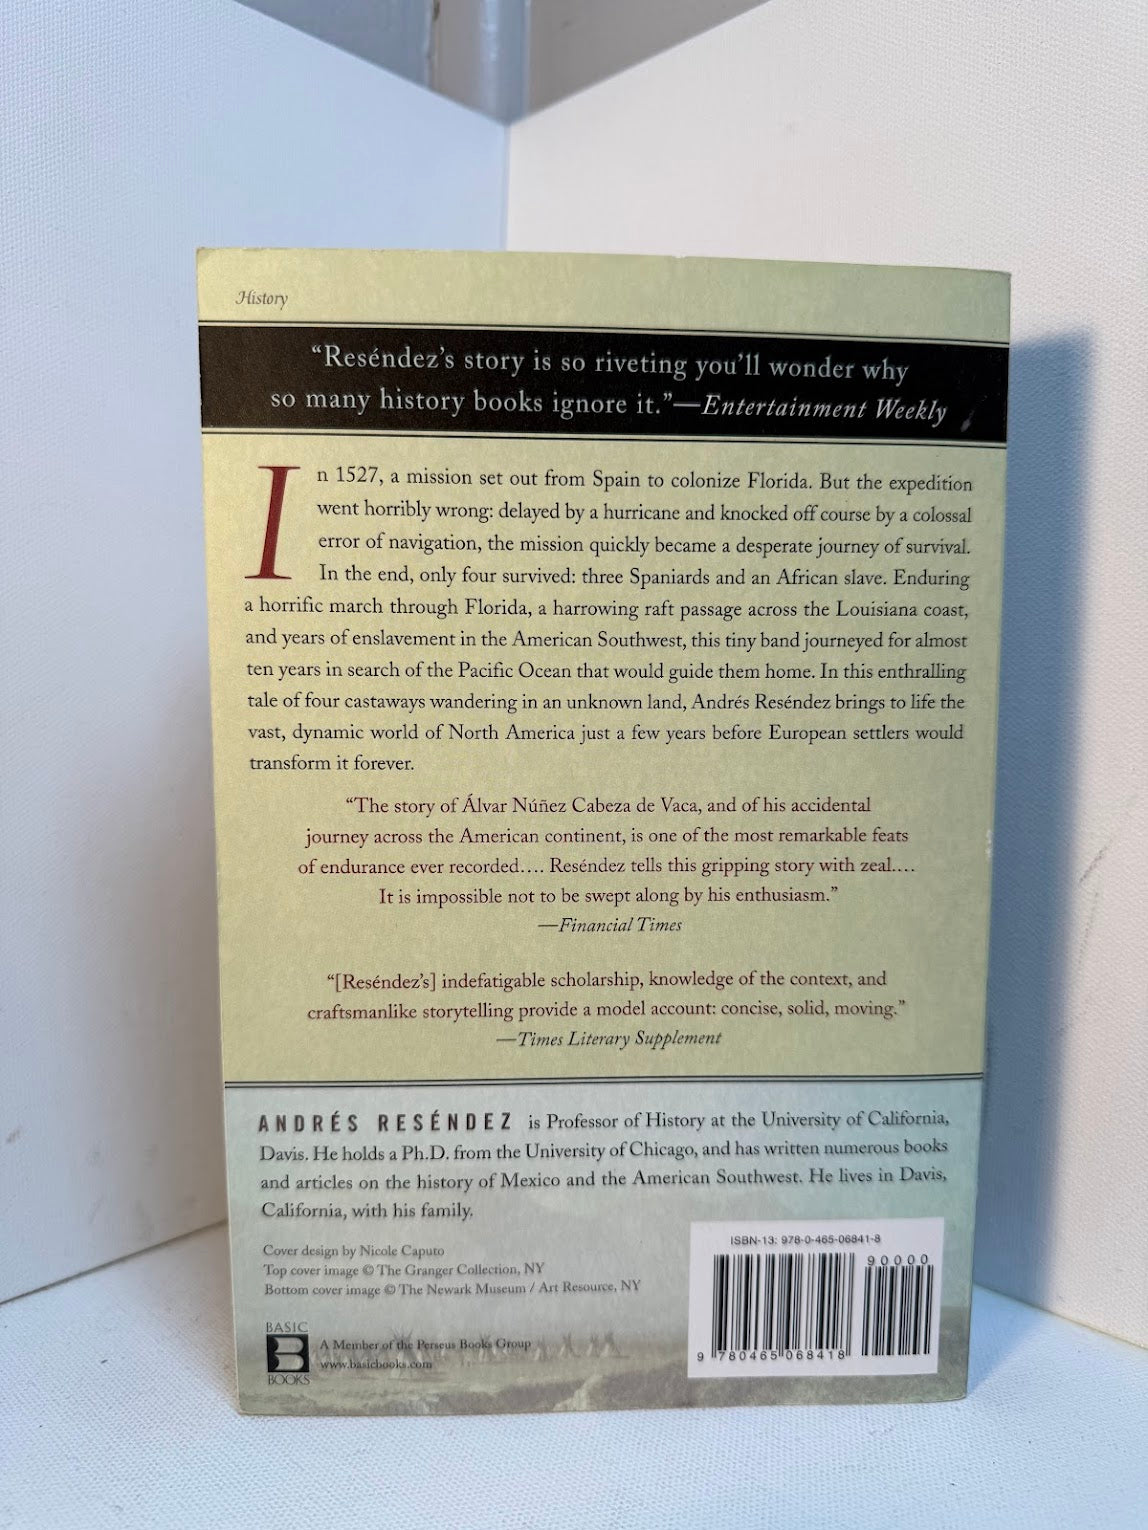 History
“Reséndez’s story is so riveting you’ll wonder why
so many history books ignore it.”—Entertainment Weekly
In 1527, a mission set out from Spain to colonize Florida. But the expedition
went horribly wrong: delayed by a hurricane and knocked off course by a colossal
error of navigation, the mission quickly became a desperate journey of survival.
In the end, only four survived: three Spaniards and an African slave. Enduring
a horrific march through Florida, a harrowing raft passage across the Louisiana coast,
and years of enslavement in the American Southwest, this tiny band journeyed for almost
ten years in search of the Pacific Ocean that would guide them home. In this enthralling
tale of four castaways wandering in an unknown land, Andrés Reséndez brings to life the
vast, dynamic world of North America just a few years before European settlers would
transform it forever.
“The story of Álvar Núñez Cabeza de Vaca, and of his accidental
journey across the American continent, is one of the most remarkable feats
of endurance ever recorded.... Reséndez tells this gripping story with zeal....
It is impossible not to be swept along by his enthusiasm.”
—Financial Times
“[Reséndez’s] indefatigable scholarship, knowledge of the context, and
craftsmanlike storytelling provide a model account: concise, solid, moving.”
—Times Literary Supplement
ANDRÉS RESÉNDEZ is Professor of History at the University of California,
Davis. He holds a Ph.D. from the University of Chicago, and has written numerous books
and articles on the history of Mexico and the American Southwest. He lives in Davis,
California, with his family.
Cover design by Nicole Caputo
Top cover image © The Granger Collection, NY
Bottom cover image © The Newark Museum / Art Resource, NY
BASIC
B
BOOKS
A Member of the Perseus Books Group
www.basicbooks.com
ISBN-13: 978-0-465-06841-8
90000
9 780465 068418